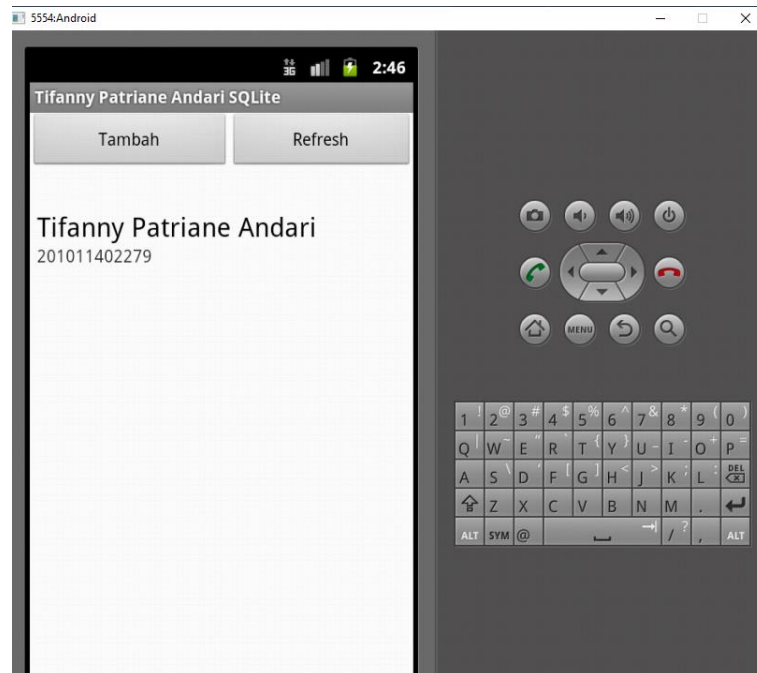 5554:Android
3G 2:46
Tifanny Patriane Andari SQLite
Tambah Refresh
Tifanny Patriane Andari
201011402279
MENU
1 ! 2 @ 3 # 4 $ 5 % 6 ^ 7 & 8 * 9 ( 0 )
Q | W ~ E " R ` T { Y } U - I - O + P =
A S \ D ' F [ G ] H < J > K ; L : DEL
Z X C V B N M .
ALT SYM @ / ? , ALT